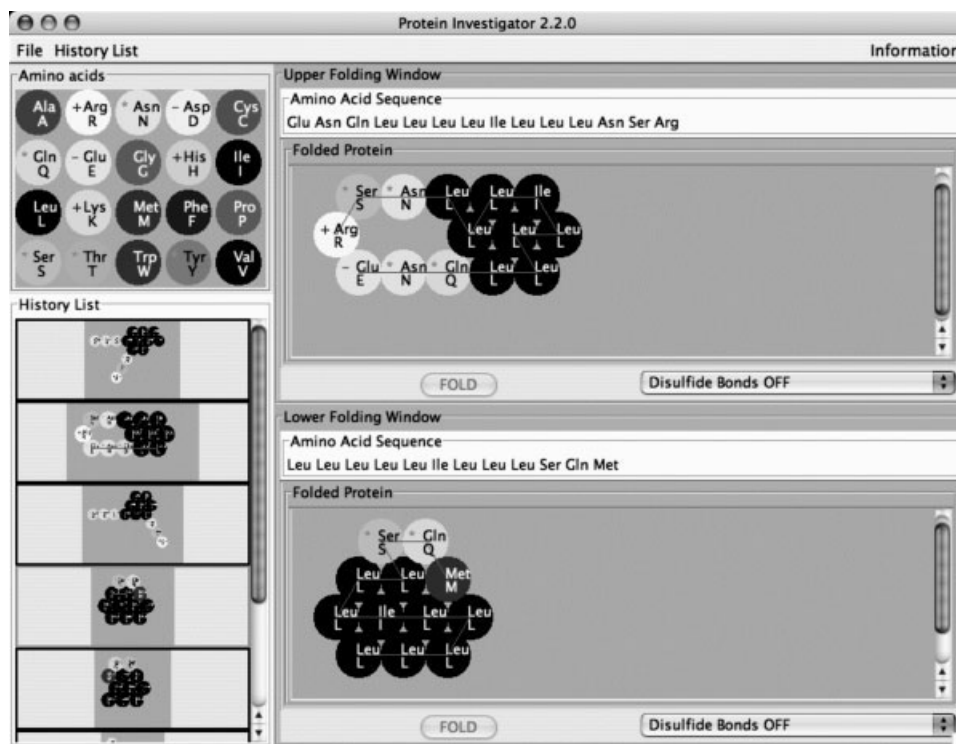 Protein Investigator 2.2.0
File History List Information
Amino acids
Ala +Arg *Asn -Asp Cys
A R N D C
*Gln -Glu Gly +His Ile
Q E G H I
Leu +Lys Met Phe Pro
L K M F P
*Ser *Thr Trp *Tyr Val
S T W Y V
History List
Upper Folding Window
Amino Acid Sequence
Glu Asn Gln Leu Leu Leu Leu Ile Leu Leu Leu Asn Ser Arg
Folded Protein
* Ser * Asn Leu Leu Ile
S N L L I
+ Arg Leu Leu Leu
R L L L
- Glu * Asn * Gln Leu Leu
E N Q L L
FOLD Disulfide Bonds OFF
Lower Folding Window
Amino Acid Sequence
Leu Leu Leu Leu Leu Ile Leu Leu Leu Ser Gln Met
Folded Protein
* Ser * Gln
S Q
Leu Leu Met
L L M
Leu Ile Leu Leu
L I L L
Leu Leu Leu
L L L
FOLD Disulfide Bonds OFF